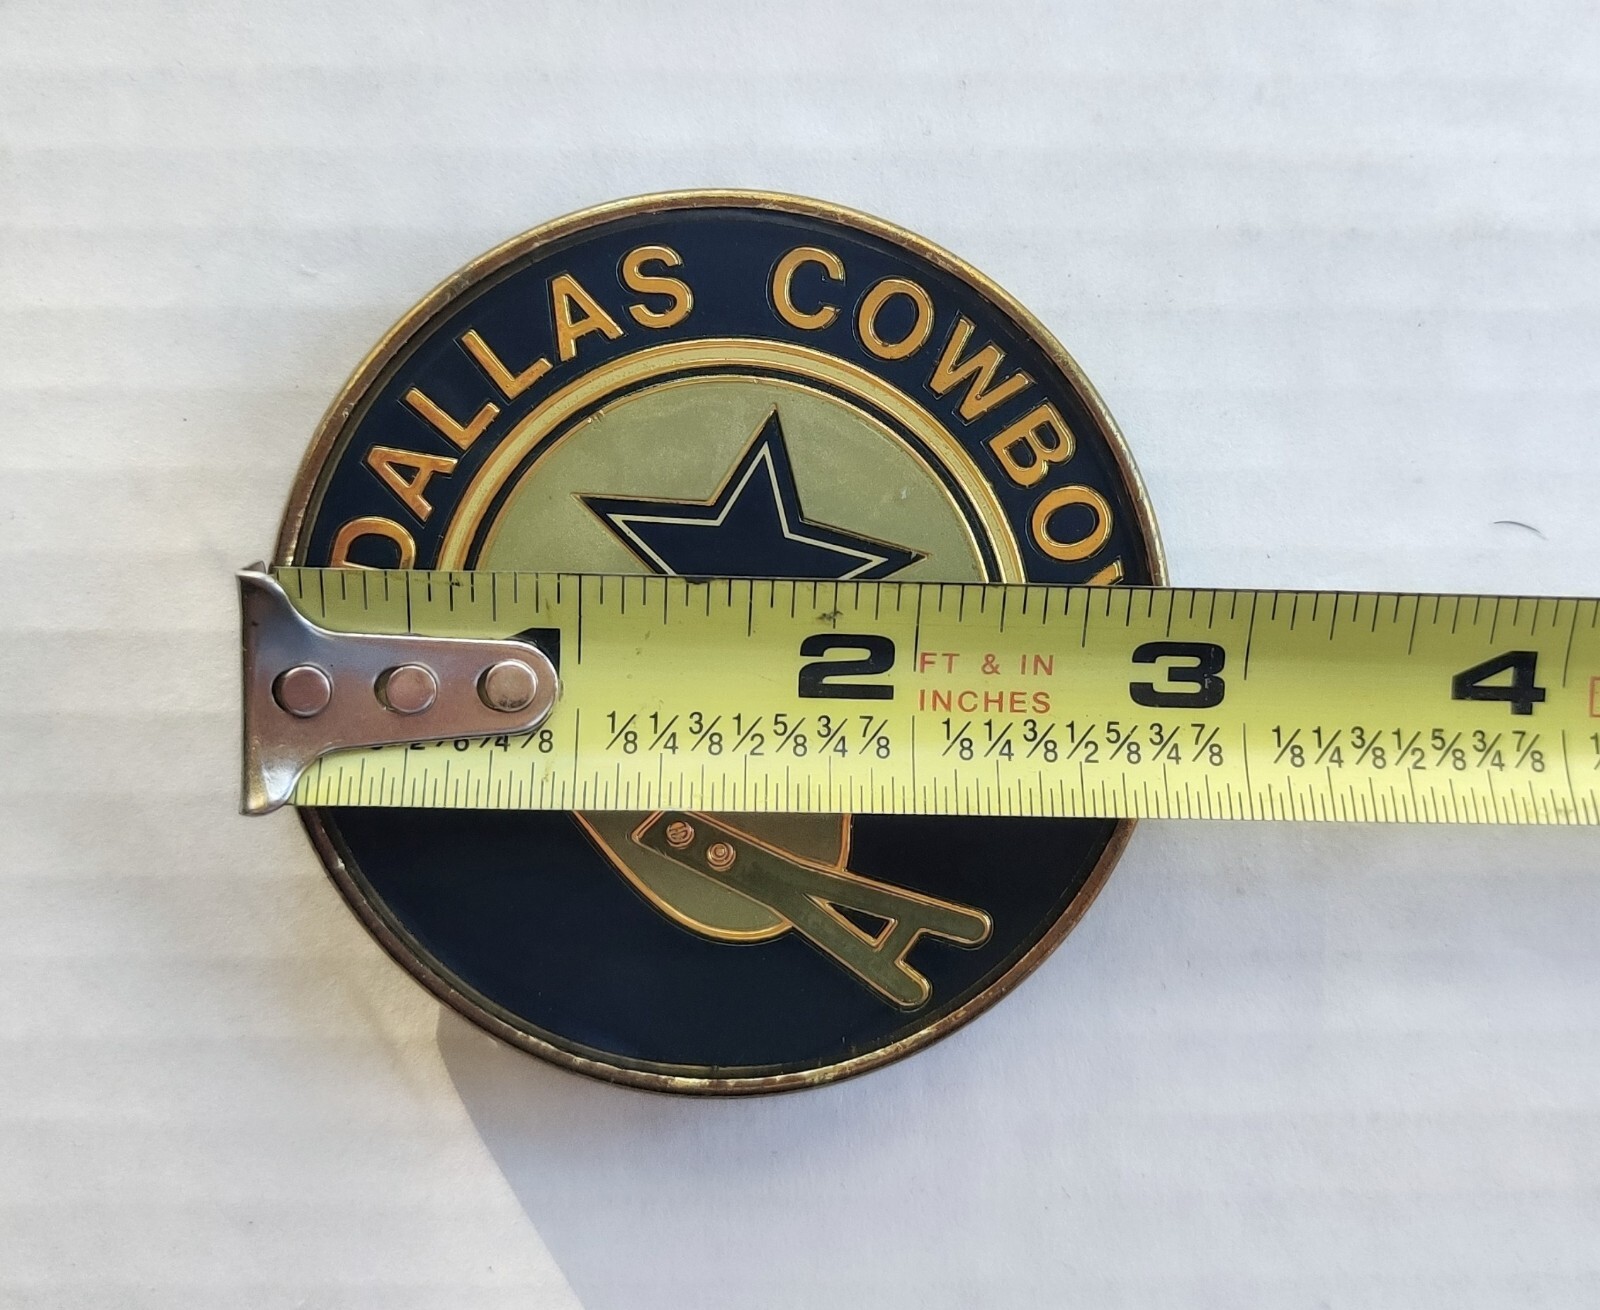 DALLAS COWBO
1 2 FT & IN 3 4
INCHES
1/8 1/4 3/8 1/2 5/8 3/4 7/8 1/8 1/4 3/8 1/2 5/8 3/4 7/8 1/8 1/4 3/8 1/2 5/8 3/4 7/8